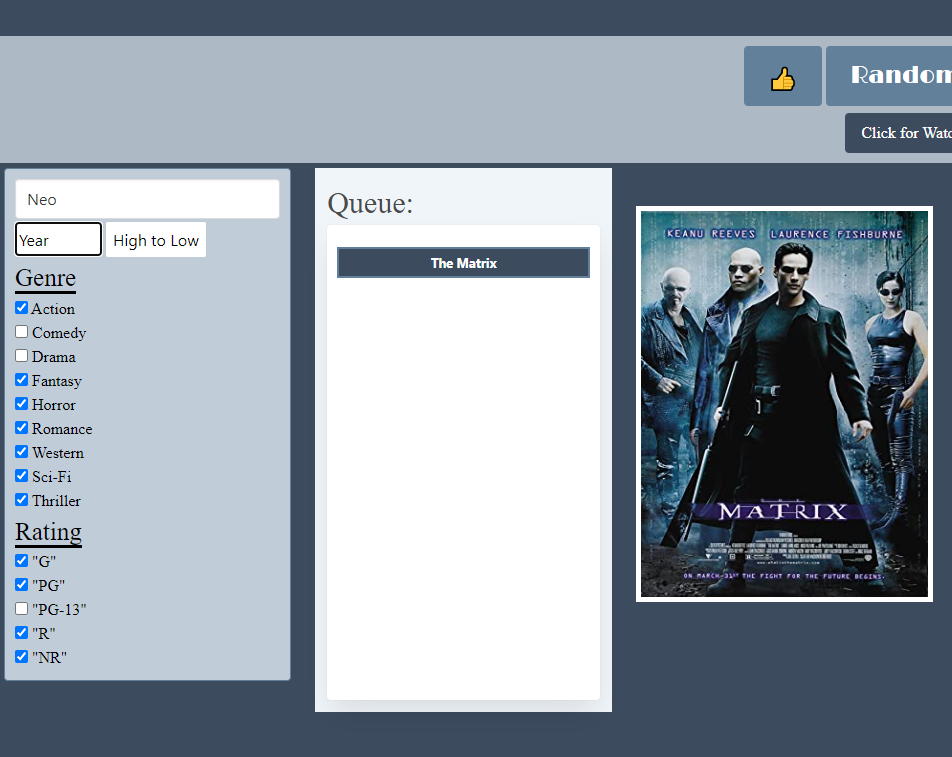 Random
Click for Watc
Neo
Year
High to Low
Genre
Action
Comedy
Drama
Fantasy
Horror
Romance
Western
Sci-Fi
Thriller
Rating
"G"
"PG"
"PG-13"
"R"
"NR"
Queue:
The Matrix
KEANU REEVES LAURENCE FISHBURNE
THE
MATRIX
ON MARCH 31ST THE FIGHT FOR THE FUTURE BEGINS.